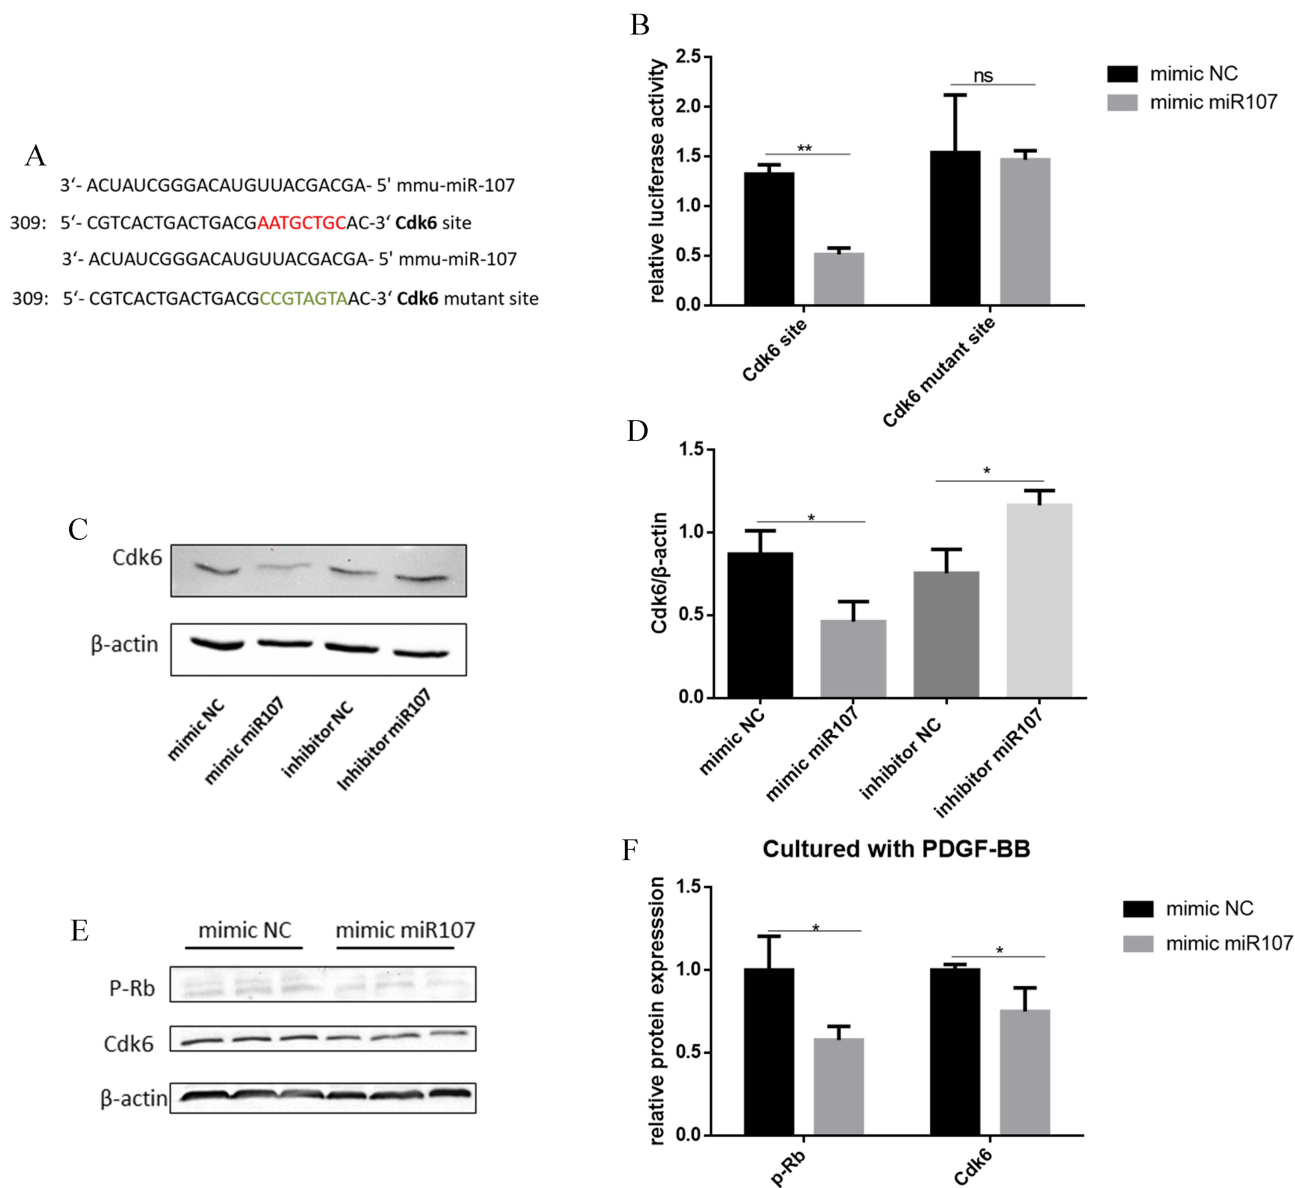 A
3‘- ACUAUCGGGACAUGUUACGACGA- 5' mmu-miR-107
309: 5‘- CGTCACTGACTGACGAATGCTGCAC-3‘ Cdk6 site
3‘- ACUAUCGGGACAUGUUACGACGA- 5' mmu-miR-107
309: 5‘- CGTCACTGACTGACGCCGTAGTAAC-3‘ Cdk6 mutant site
B
relative luciferase activity
2.5
2.0
1.5
1.0
0.5
0.0
**
ns
Cdk6 site
Cdk6 mutant site
mimic NC
mimic miR107
C
Cdk6
β-actin
mimic NC
mimic miR107
inhibitor NC
Inhibitor miR107
D
Cdk6/β-actin
1.5
1.0
0.5
0.0
*
*
mimic NC
mimic miR107
inhibitor NC
inhibitor miR107
E
mimic NC mimic miR107
P-Rb
Cdk6
β-actin
F
Cultured with PDGF-BB
relative protein expresssion
1.5
1.0
0.5
0.0
*
*
p-Rb
Cdk6
mimic NC
mimic miR107